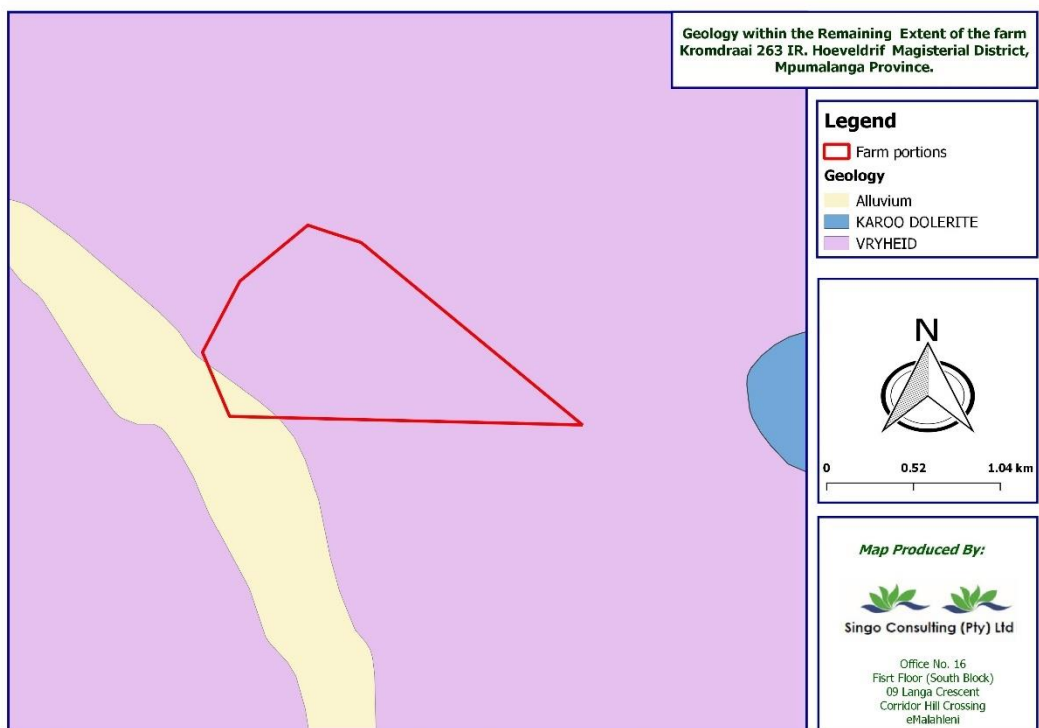 Geology within the Remaining Extent of the farm
Kromdraai 263 IR. Hoeveldrif Magisterial District,
Mpumalanga Province.
Legend
Farm portions
Geology
Alluvium
KAROO DOLERITE
VRYHEID
N
0 0.52 1.04 km
Map Produced By:
Singo Consulting (Pty) Ltd
Office No. 16
Fisrt Floor (South Block)
09 Langa Crescent
Corridor Hill Crossing
eMalahleni